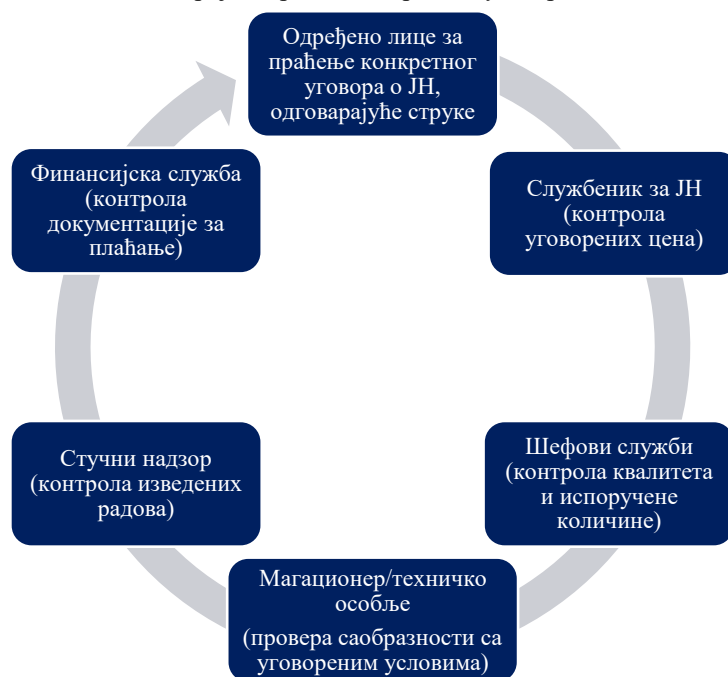 Одређено лице за
праћење конкретног
уговора о ЈН,
одговарајуће струке
Службеник за ЈН
(контрола
уговорених цена)
Шефови служби
(контрола квалитета
и испоручене
количине)
Магационер/техничко
особље
(провера саобразности са
уговореним условима)
Стучни надзор
(контрола изведених
радова)
Финансијска служба
(контрола
документације за
плаћање)